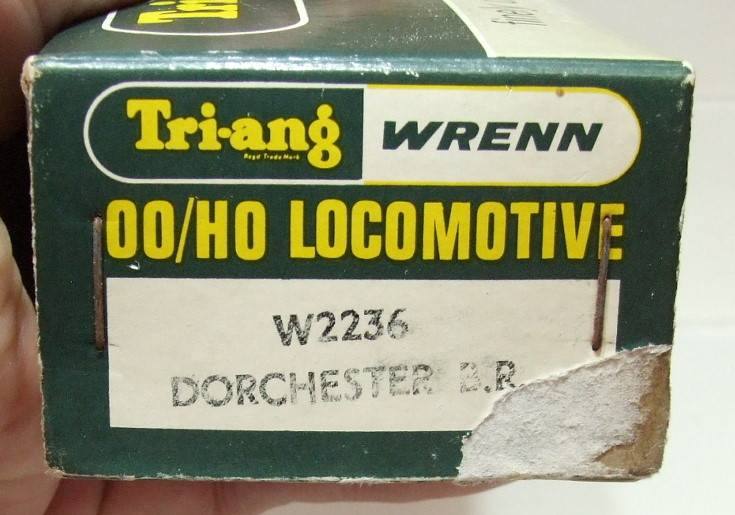 Tri-ang WRENN
Regd Trade Mark
OO/HO LOCOMOTIVE
W2236
DORCHESTER B.R.